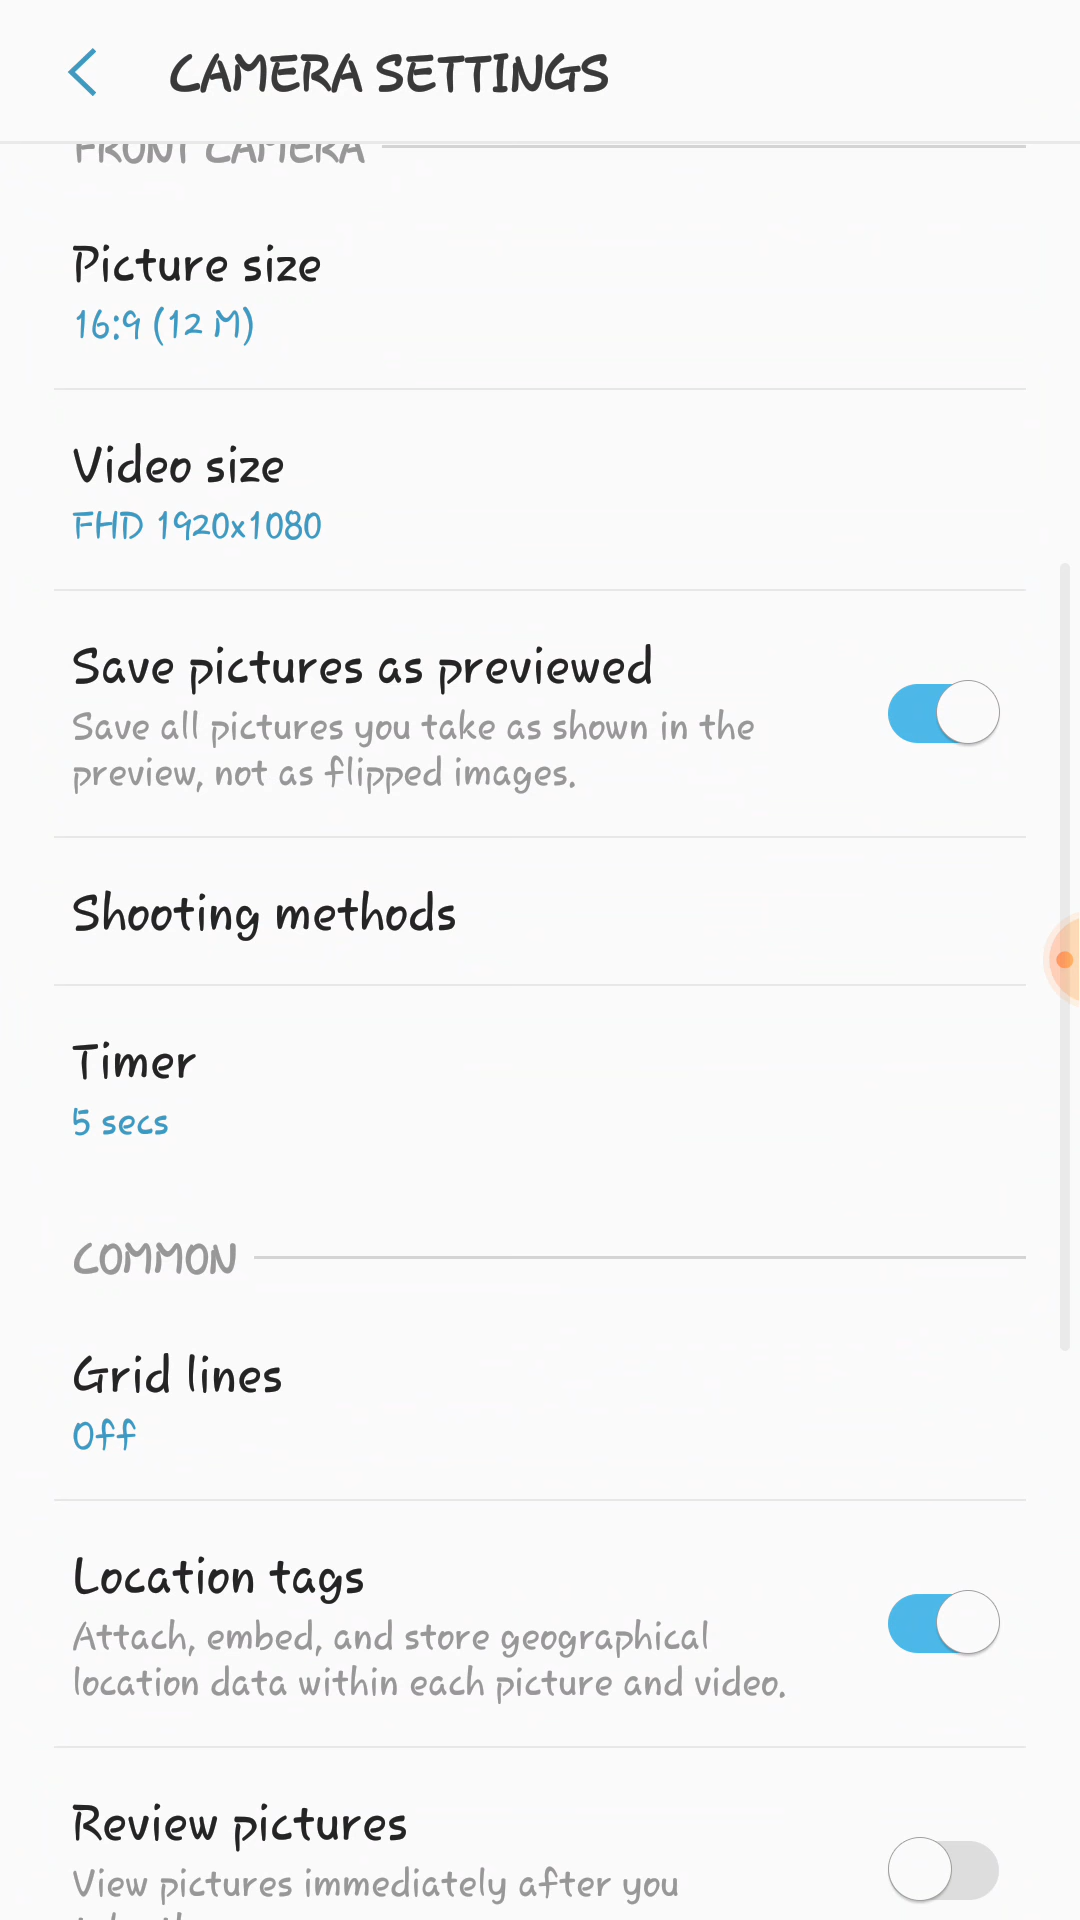 CAMERA SETTINGS
FRONT CAMERA
Picture size
16:9 (12 M)
Video size
FHD 1920x1080
Save pictures as previewed
Save all pictures you take as shown in the
preview, not as flipped images.
Shooting methods
Timer
5 secs
COMMON
Grid lines
Off
Location tags
Attach, embed, and store geographical
location data within each picture and video.
Review pictures
View pictures immediately after you